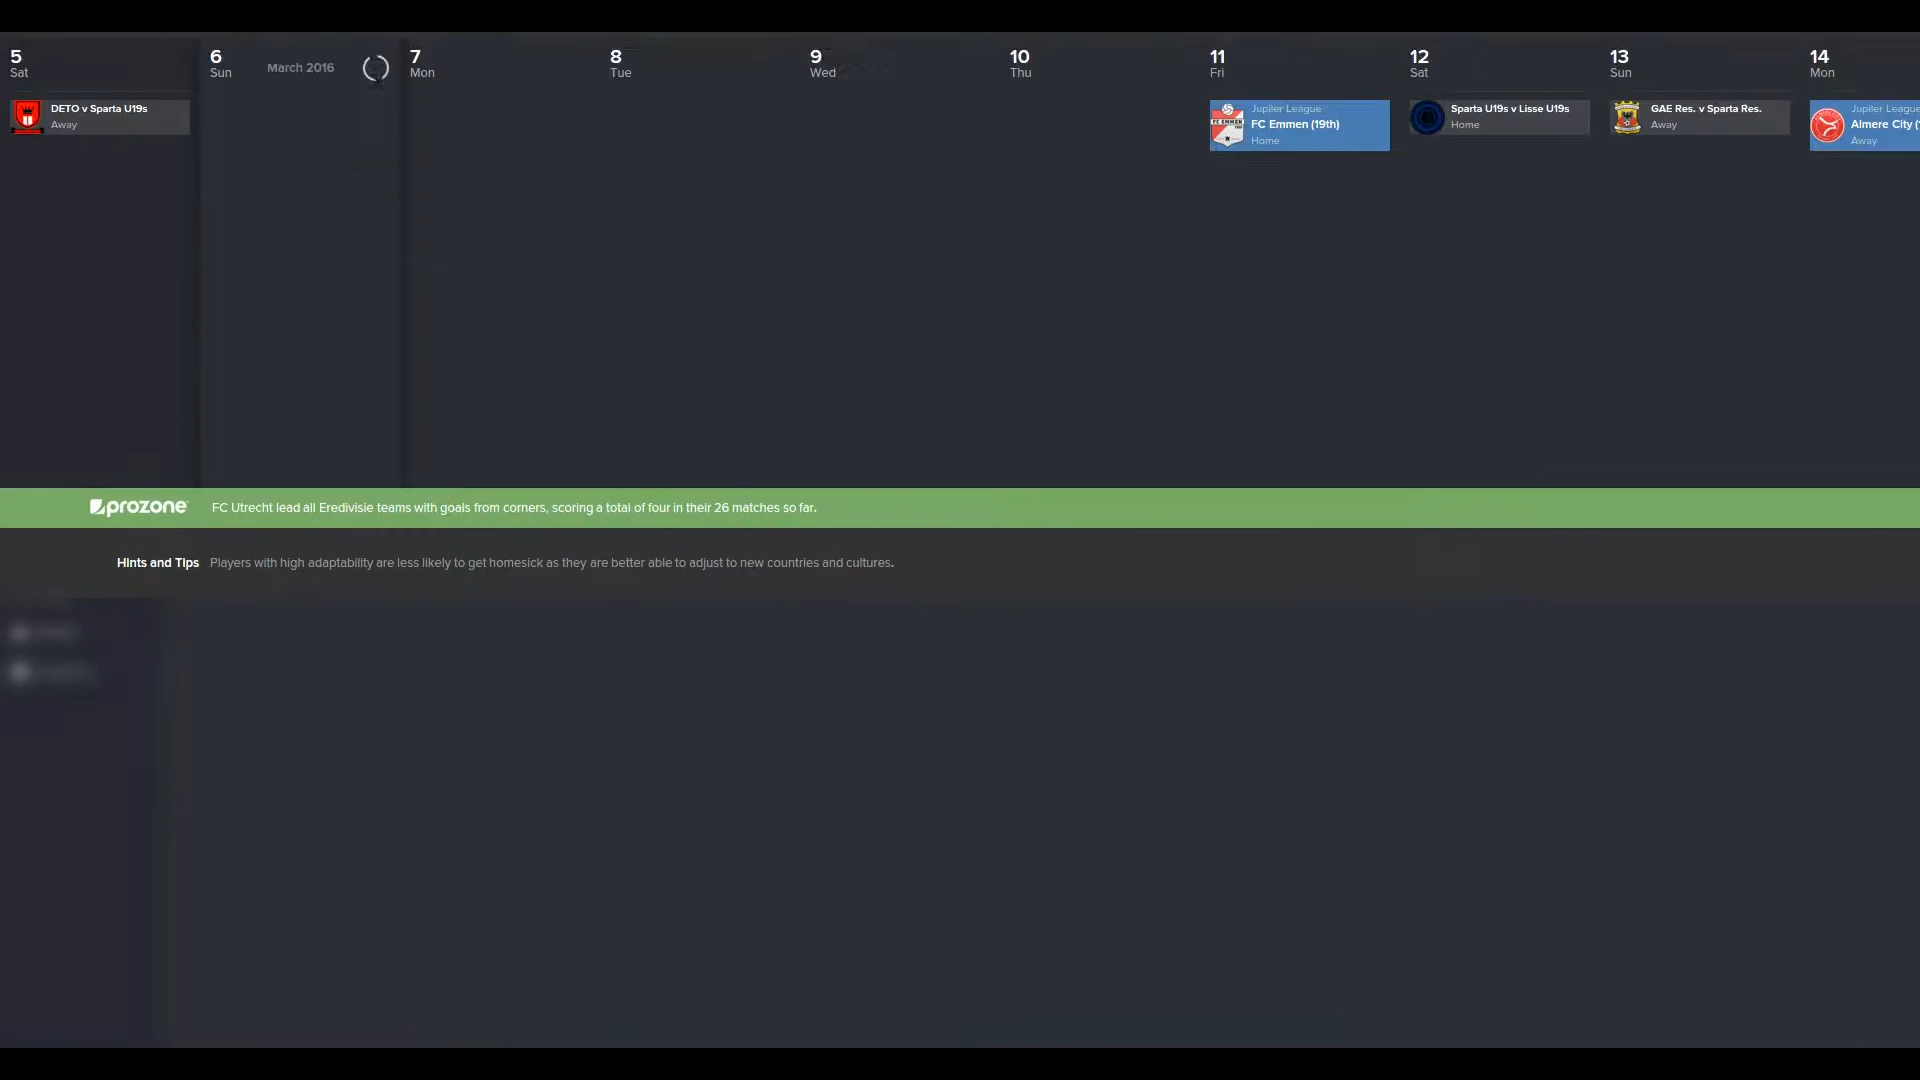 5
Sat
6
Sun
March 2016
7
Mon
8
Tue
9
Wed
10
Thu
11
Fri
12
Sat
13
Sun
14
Mon
DETO v Sparta U19s
Away
Jupiler League
FC Emmen (19th)
Home
Sparta U19s v Lisse U19s
Home
GAE Res. v Sparta Res.
Away
Jupiler League
Almere City (
Away
prozone
FC Utrecht lead all Eredivisie teams with goals from corners, scoring a total of four in their 26 matches so far.
Hints and Tips Players with high adaptability are less likely to get homesick as they are better able to adjust to new countries and cultures.